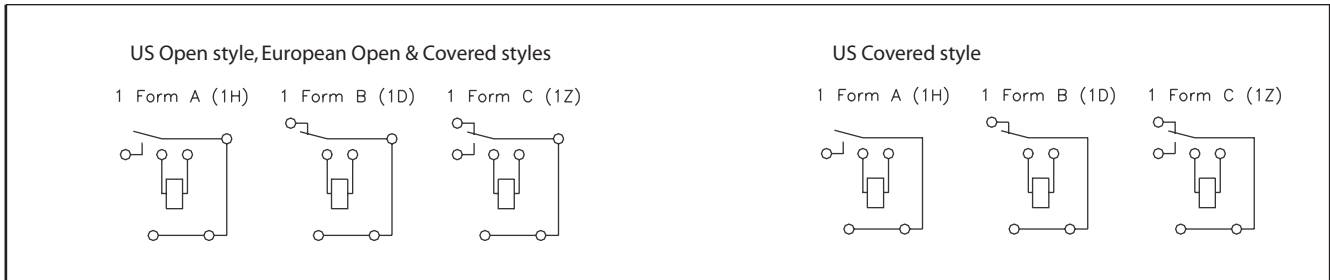 US Open style, European Open & Covered styles
1 Form A (1H) 1 Form B (1D) 1 Form C (1Z)
US Covered style
1 Form A (1H) 1 Form B (1D) 1 Form C (1Z)